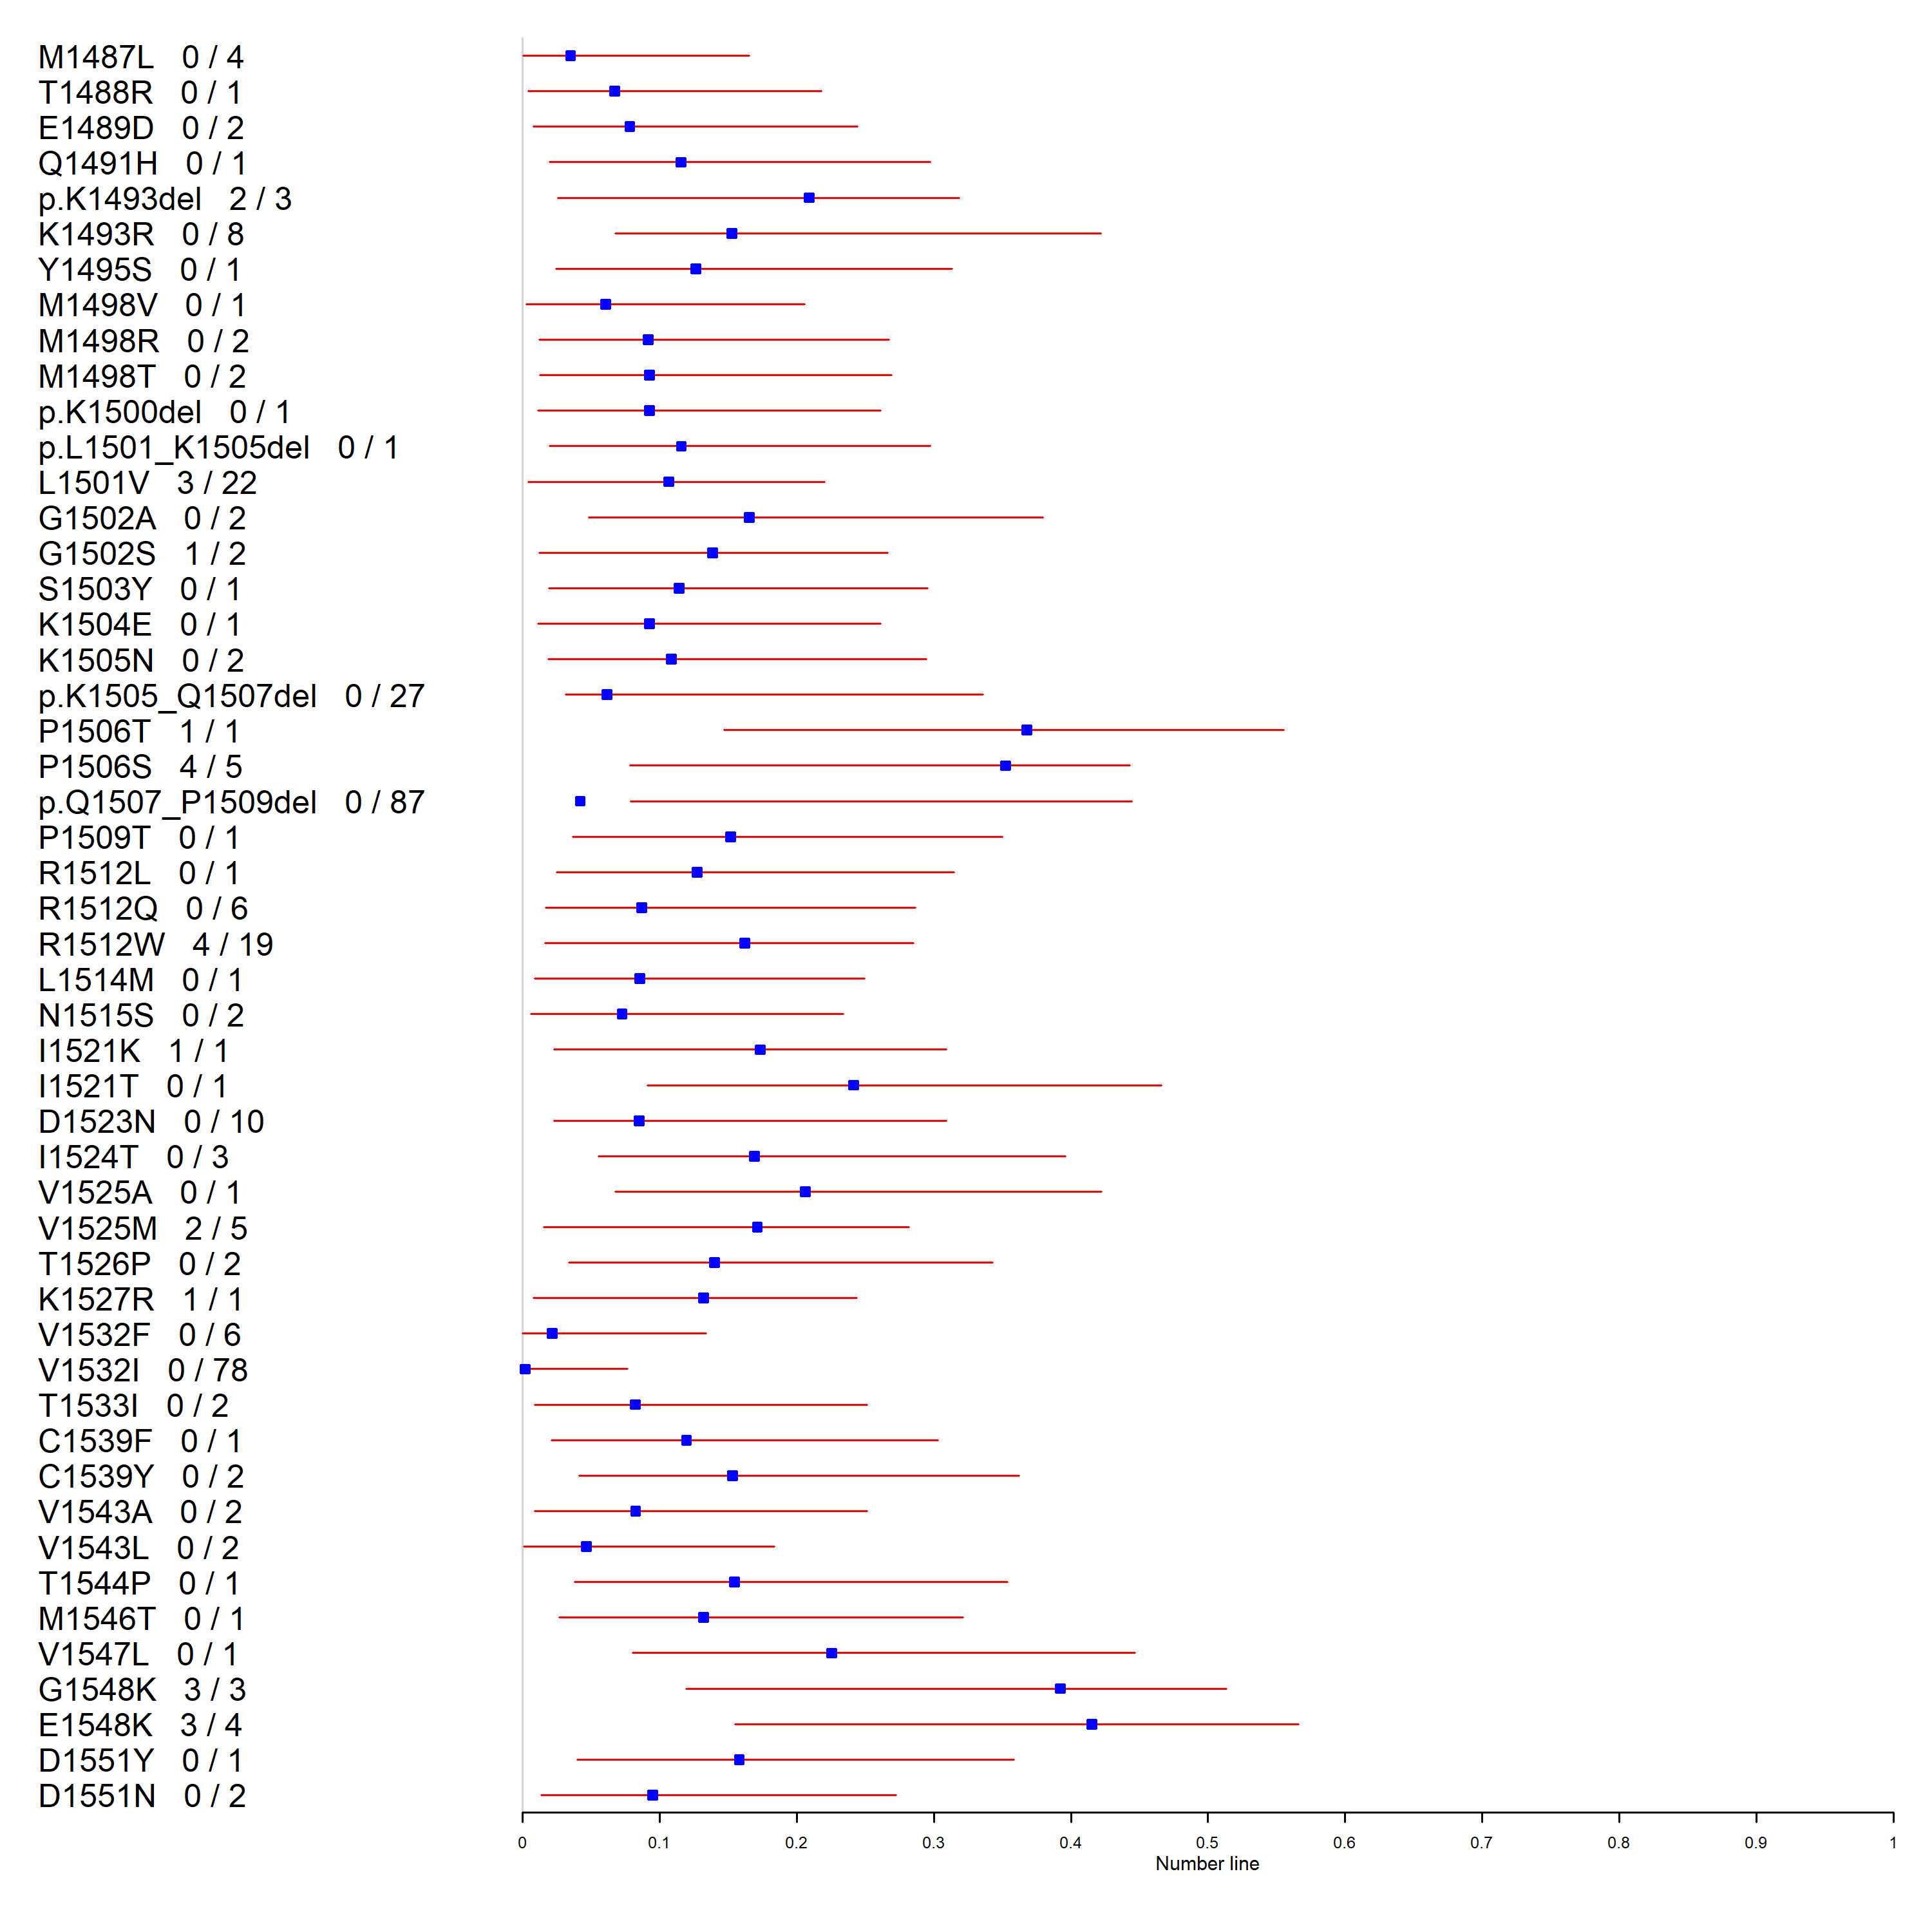 M1487L 0 / 4
T1488R 0 / 1
E1489D 0 / 2
Q1491H 0 / 1
p.K1493del 2 / 3
K1493R 0 / 8
Y1495S 0 / 1
M1498V 0 / 1
M1498R 0 / 2
M1498T 0 / 2
p.K1500del 0 / 1
p.L1501_K1505del 0 / 1
L1501V 3 / 22
G1502A 0 / 2
G1502S 1 / 2
S1503Y 0 / 1
K1504E 0 / 1
K1505N 0 / 2
p.K1505_Q1507del 0 / 27
P1506T 1 / 1
P1506S 4 / 5
p.Q1507_P1509del 0 / 87
P1509T 0 / 1
R1512L 0 / 1
R1512Q 0 / 6
R1512W 4 / 19
L1514M 0 / 1
N1515S 0 / 2
I1521K 1 / 1
I1521T 0 / 1
D1523N 0 / 10
I1524T 0 / 3
V1525A 0 / 1
V1525M 2 / 5
T1526P 0 / 2
K1527R 1 / 1
V1532F 0 / 6
V1532I 0 / 78
T1533I 0 / 2
C1539F 0 / 1
C1539Y 0 / 2
V1543A 0 / 2
V1543L 0 / 2
T1544P 0 / 1
M1546T 0 / 1
V1547L 0 / 1
G1548K 3 / 3
E1548K 3 / 4
D1551Y 0 / 1
D1551N 0 / 2
0 0.1 0.2 0.3 0.4 0.5 0.6 0.7 0.8 0.9 1
Number line